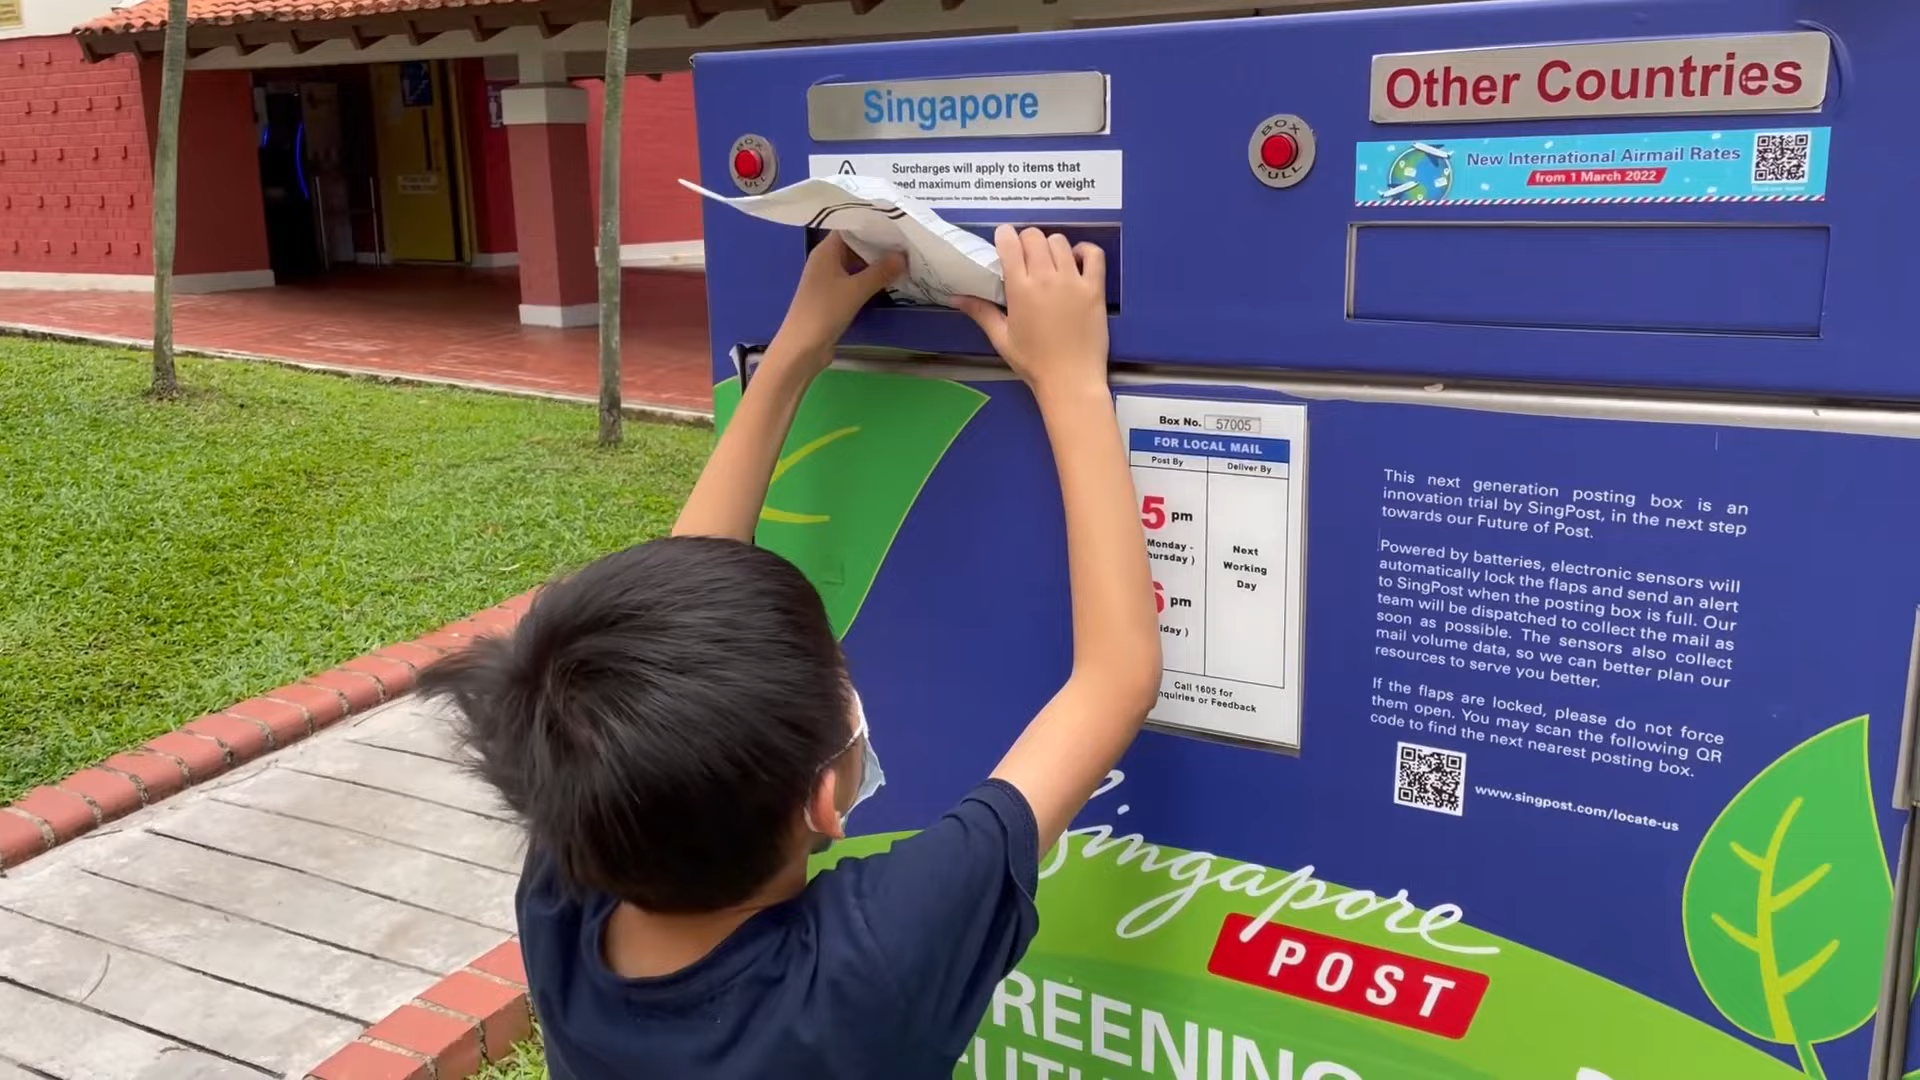 Singapore
BOX FULL
Surcharges will apply to items that
maximum dimensions or weight
Other Countries
BOX FULL
New International Airmail Rates
from 1 March 2022
Box No. 57005
FOR LOCAL MAIL
Post By Deliver By
5 pm
Monday -
pm
Next
Working
Day
Call 1605 for
or Feedback
This next generation posting box is an
innovation trial by SingPost, in the next step
towards our Future of Post.
Powered by batteries, electronic sensors will
automatically lock the flaps and send an alert
to SingPost when the posting box is full. Our
team will be dispatched to collect the mail as
soon as possible. The sensors also collect
mail volume data, so we can better plan our
resources to serve you better.
If the flaps are locked, please do not force
them open. You may scan the following QR
code to find the next nearest posting box.
www.singpost.com/locate-us
Singapore
POST